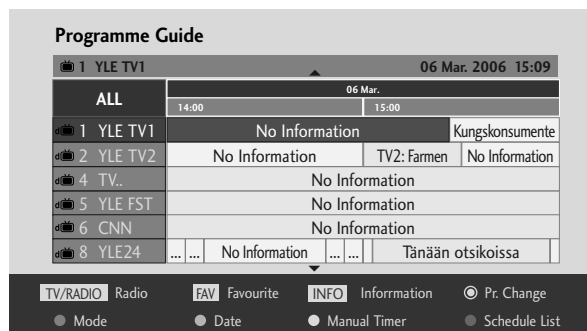 Programme Guide
1 YLE TV1 06 Mar. 2006 15:09
ALL 06 Mar.
14:00 15:00
1 YLE TV1 No Information Kungskonsumente
2 YLE TV2 No Information TV2: Farmen No Information
4 TV.. No Information
5 YLE FST No Information
6 CNN No Information
8 YLE24 ... ... No Information ... ... Tänään otsikoissa
TV/RADIO Radio FAV Favourite INFO Inforrmation Pr. Change
Mode Date Manual Timer Schedule List